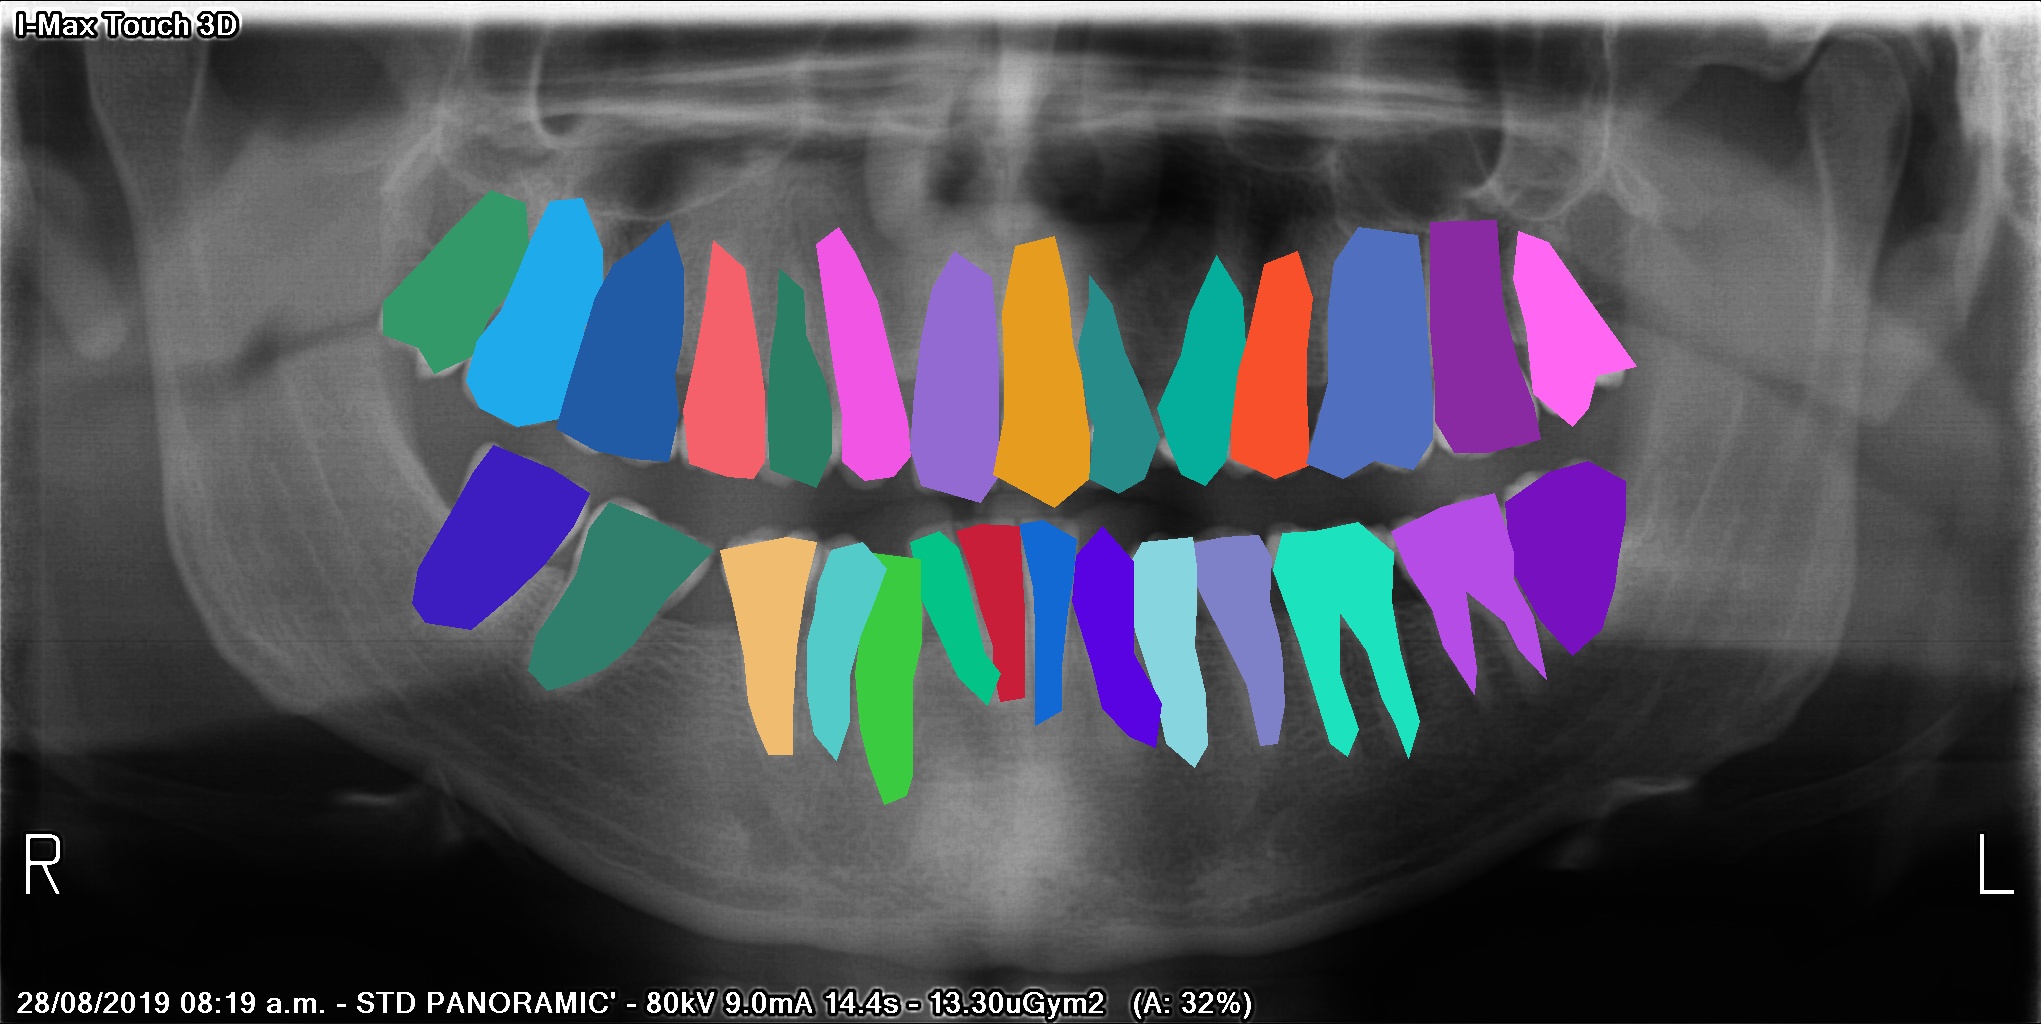 I-Max Touch 3D
R
L
28/08/2019 08:19 a.m. - STD PANORAMIC' - 80kV 9.0mA 14.4s - 13.30uGym2 (A: 32%)